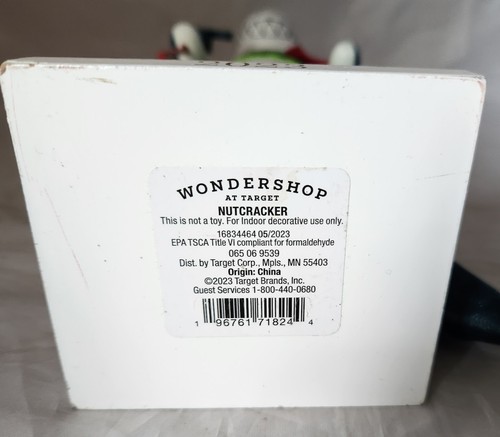 2023
WONDERSHOP
AT TARGET
NUTCRACKER
This is not a toy. For Indoor decorative use only.
16834464 05/2023
EPA TSCA Title VI compliant for formaldehyde
065 06 9539
Dist. by Target Corp., Mpls., MN 55403
Origin: China
©2023 Target Brands, Inc.
Guest Services 1-800-440-0680
1 96761 71824 4